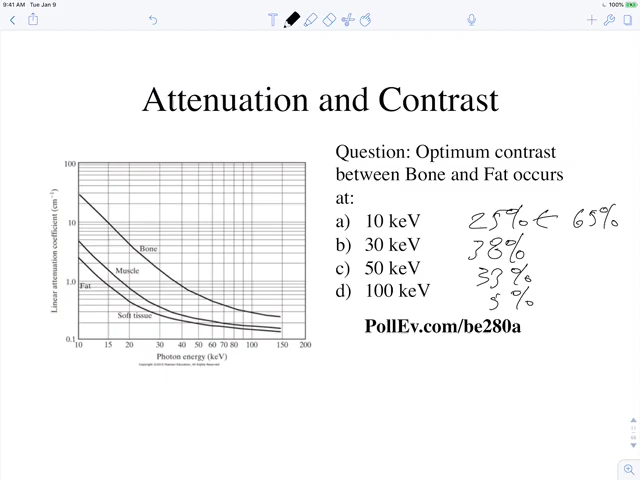 9:41 AM Tue Jan 9
100%
Attenuation and Contrast
Question: Optimum contrast
between Bone and Fat occurs
at:
a) 10 keV 25% ← 65%
b) 30 keV 38%
c) 50 keV 33%
d) 100 keV 5%
PollEv.com/be280a
Linear attenuation coefficient (cm⁻¹)
100
10
1.0
0.1
Bone
Muscle
Fat
Soft tissue
10 15 20 30 40 50 60 70 80 100 150 200
Photon energy (keV)